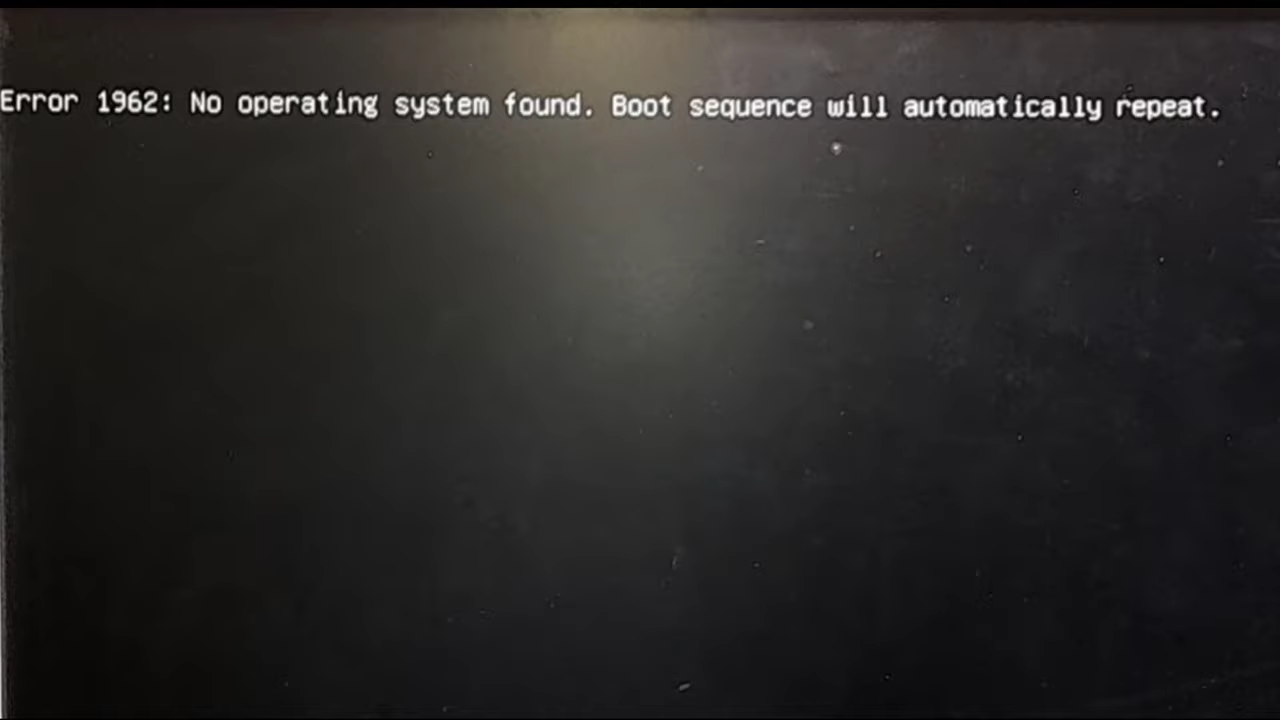 Error 1962: No operating system found. Boot sequence will automatically repeat.